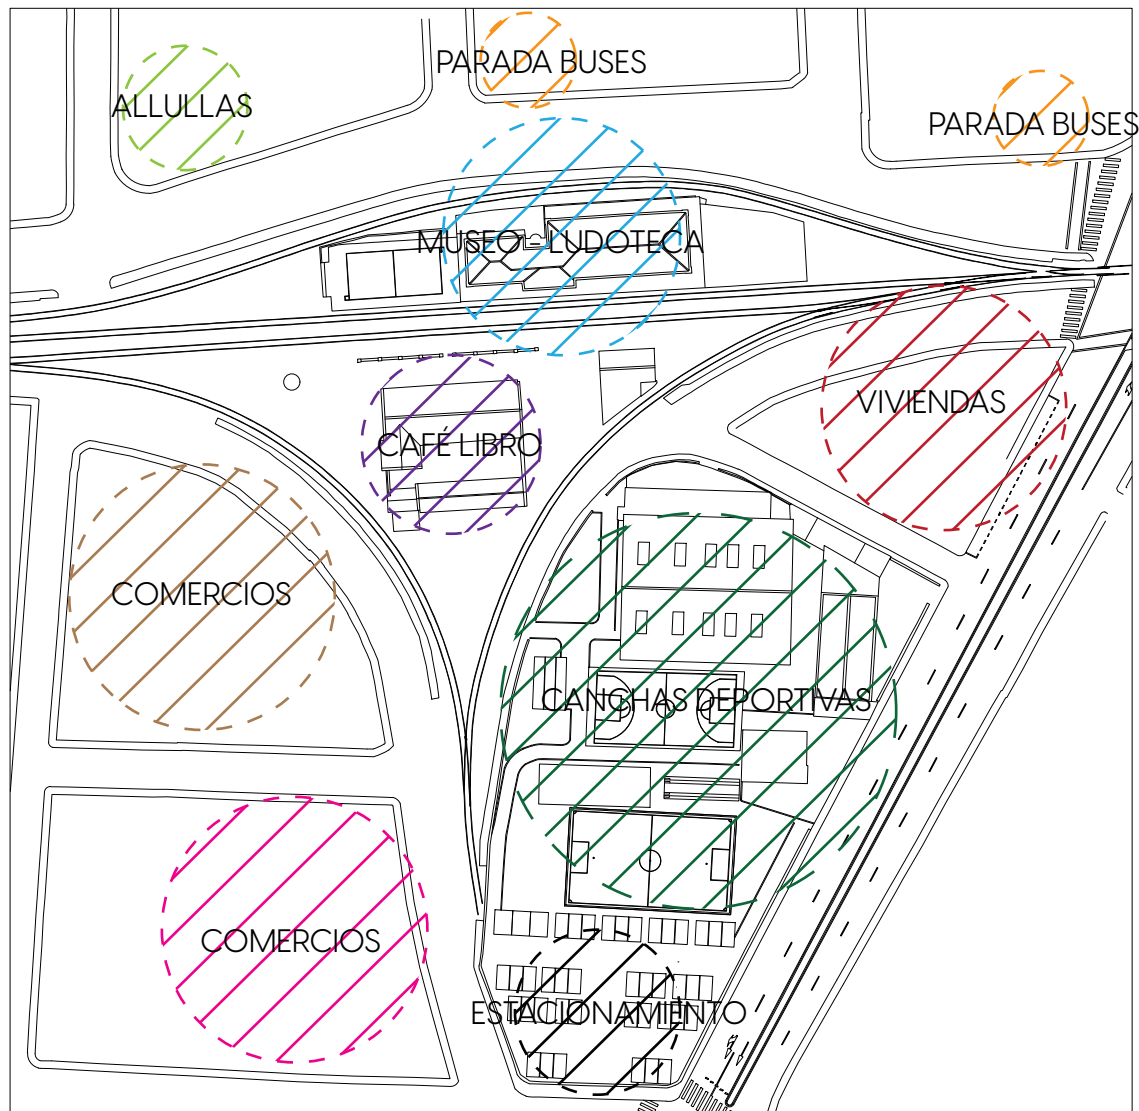 PARADA BUSES
ALLULLAS
PARADA BUSES
MUSEO - LUDOTECA
VIVIENDAS
CAFÉ LIBRO
COMERCIOS
CANCHAS DEPORTIVAS
COMERCIOS
ESTACIONAMIENTO